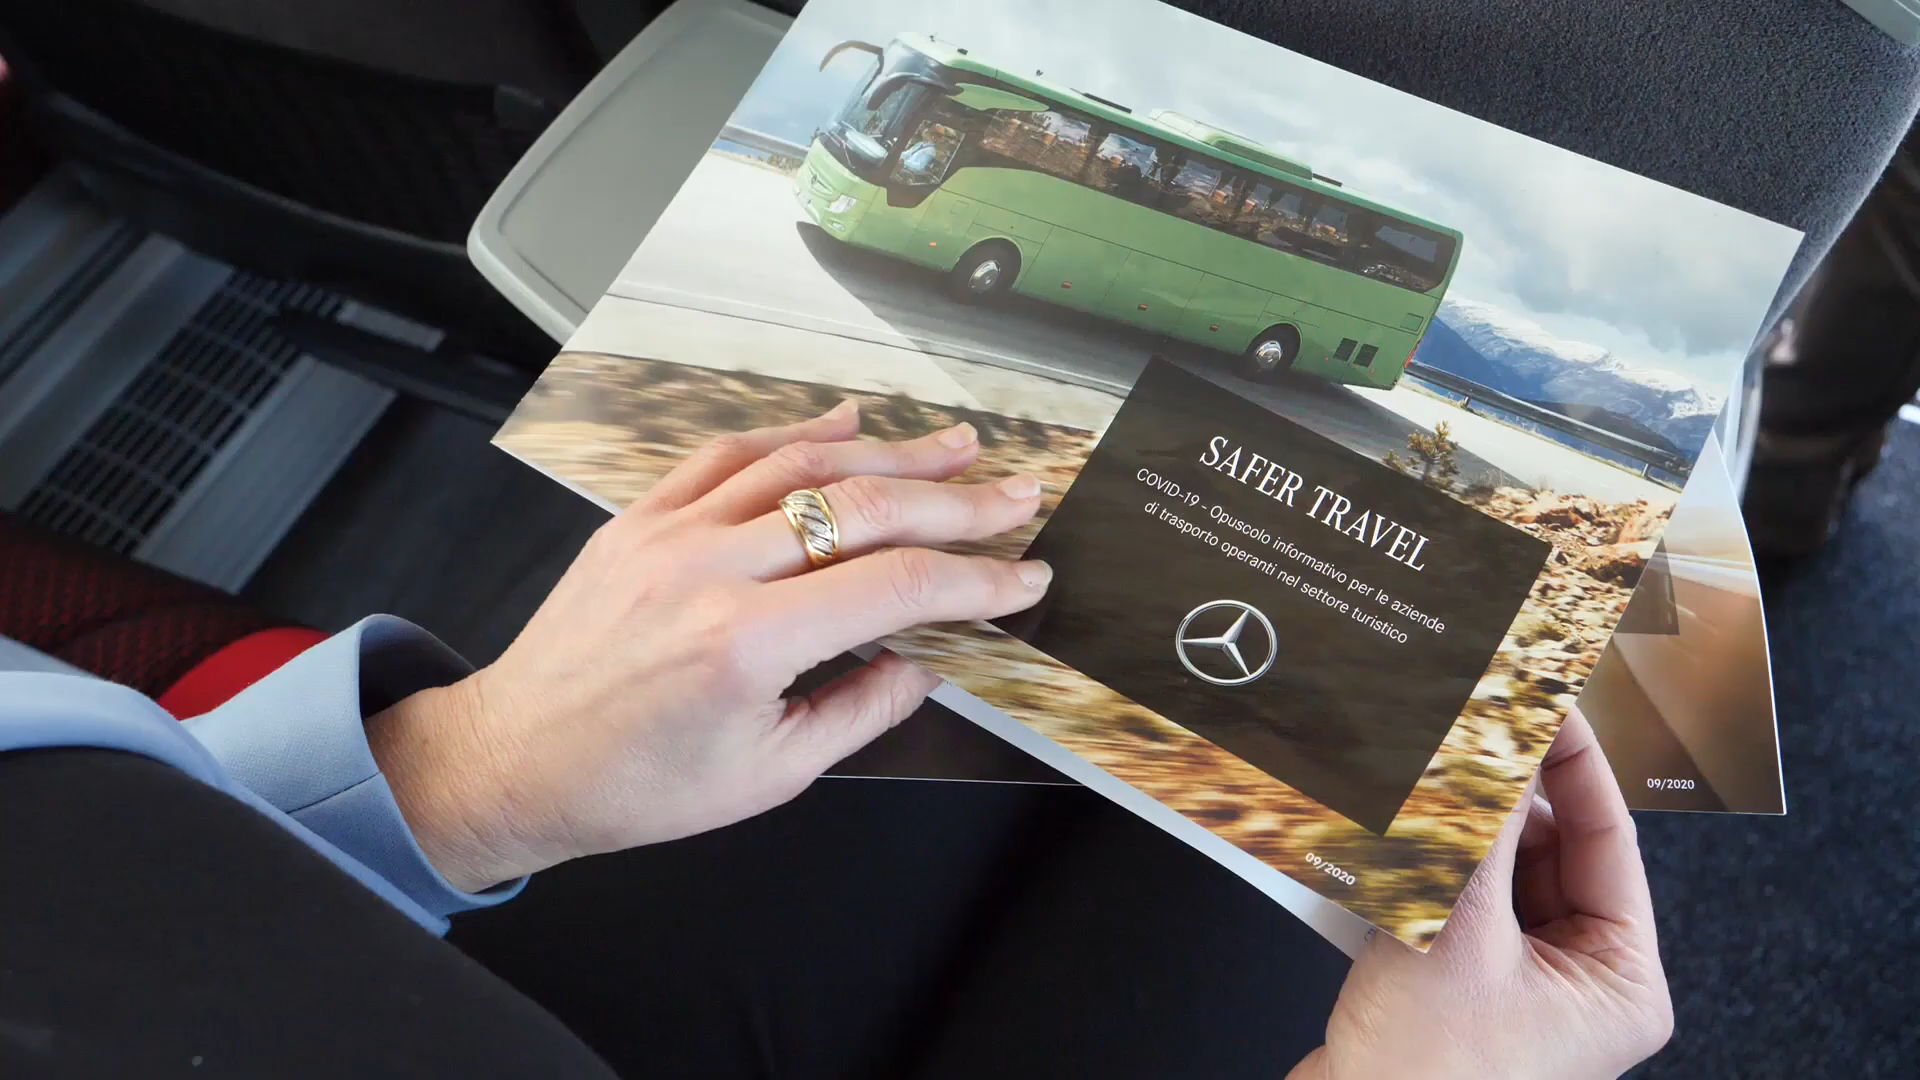 SAFER TRAVEL
COVID-19 - Opuscolo informativo per le aziende
di trasporto operanti nel settore turistico
09/2020
09/2020